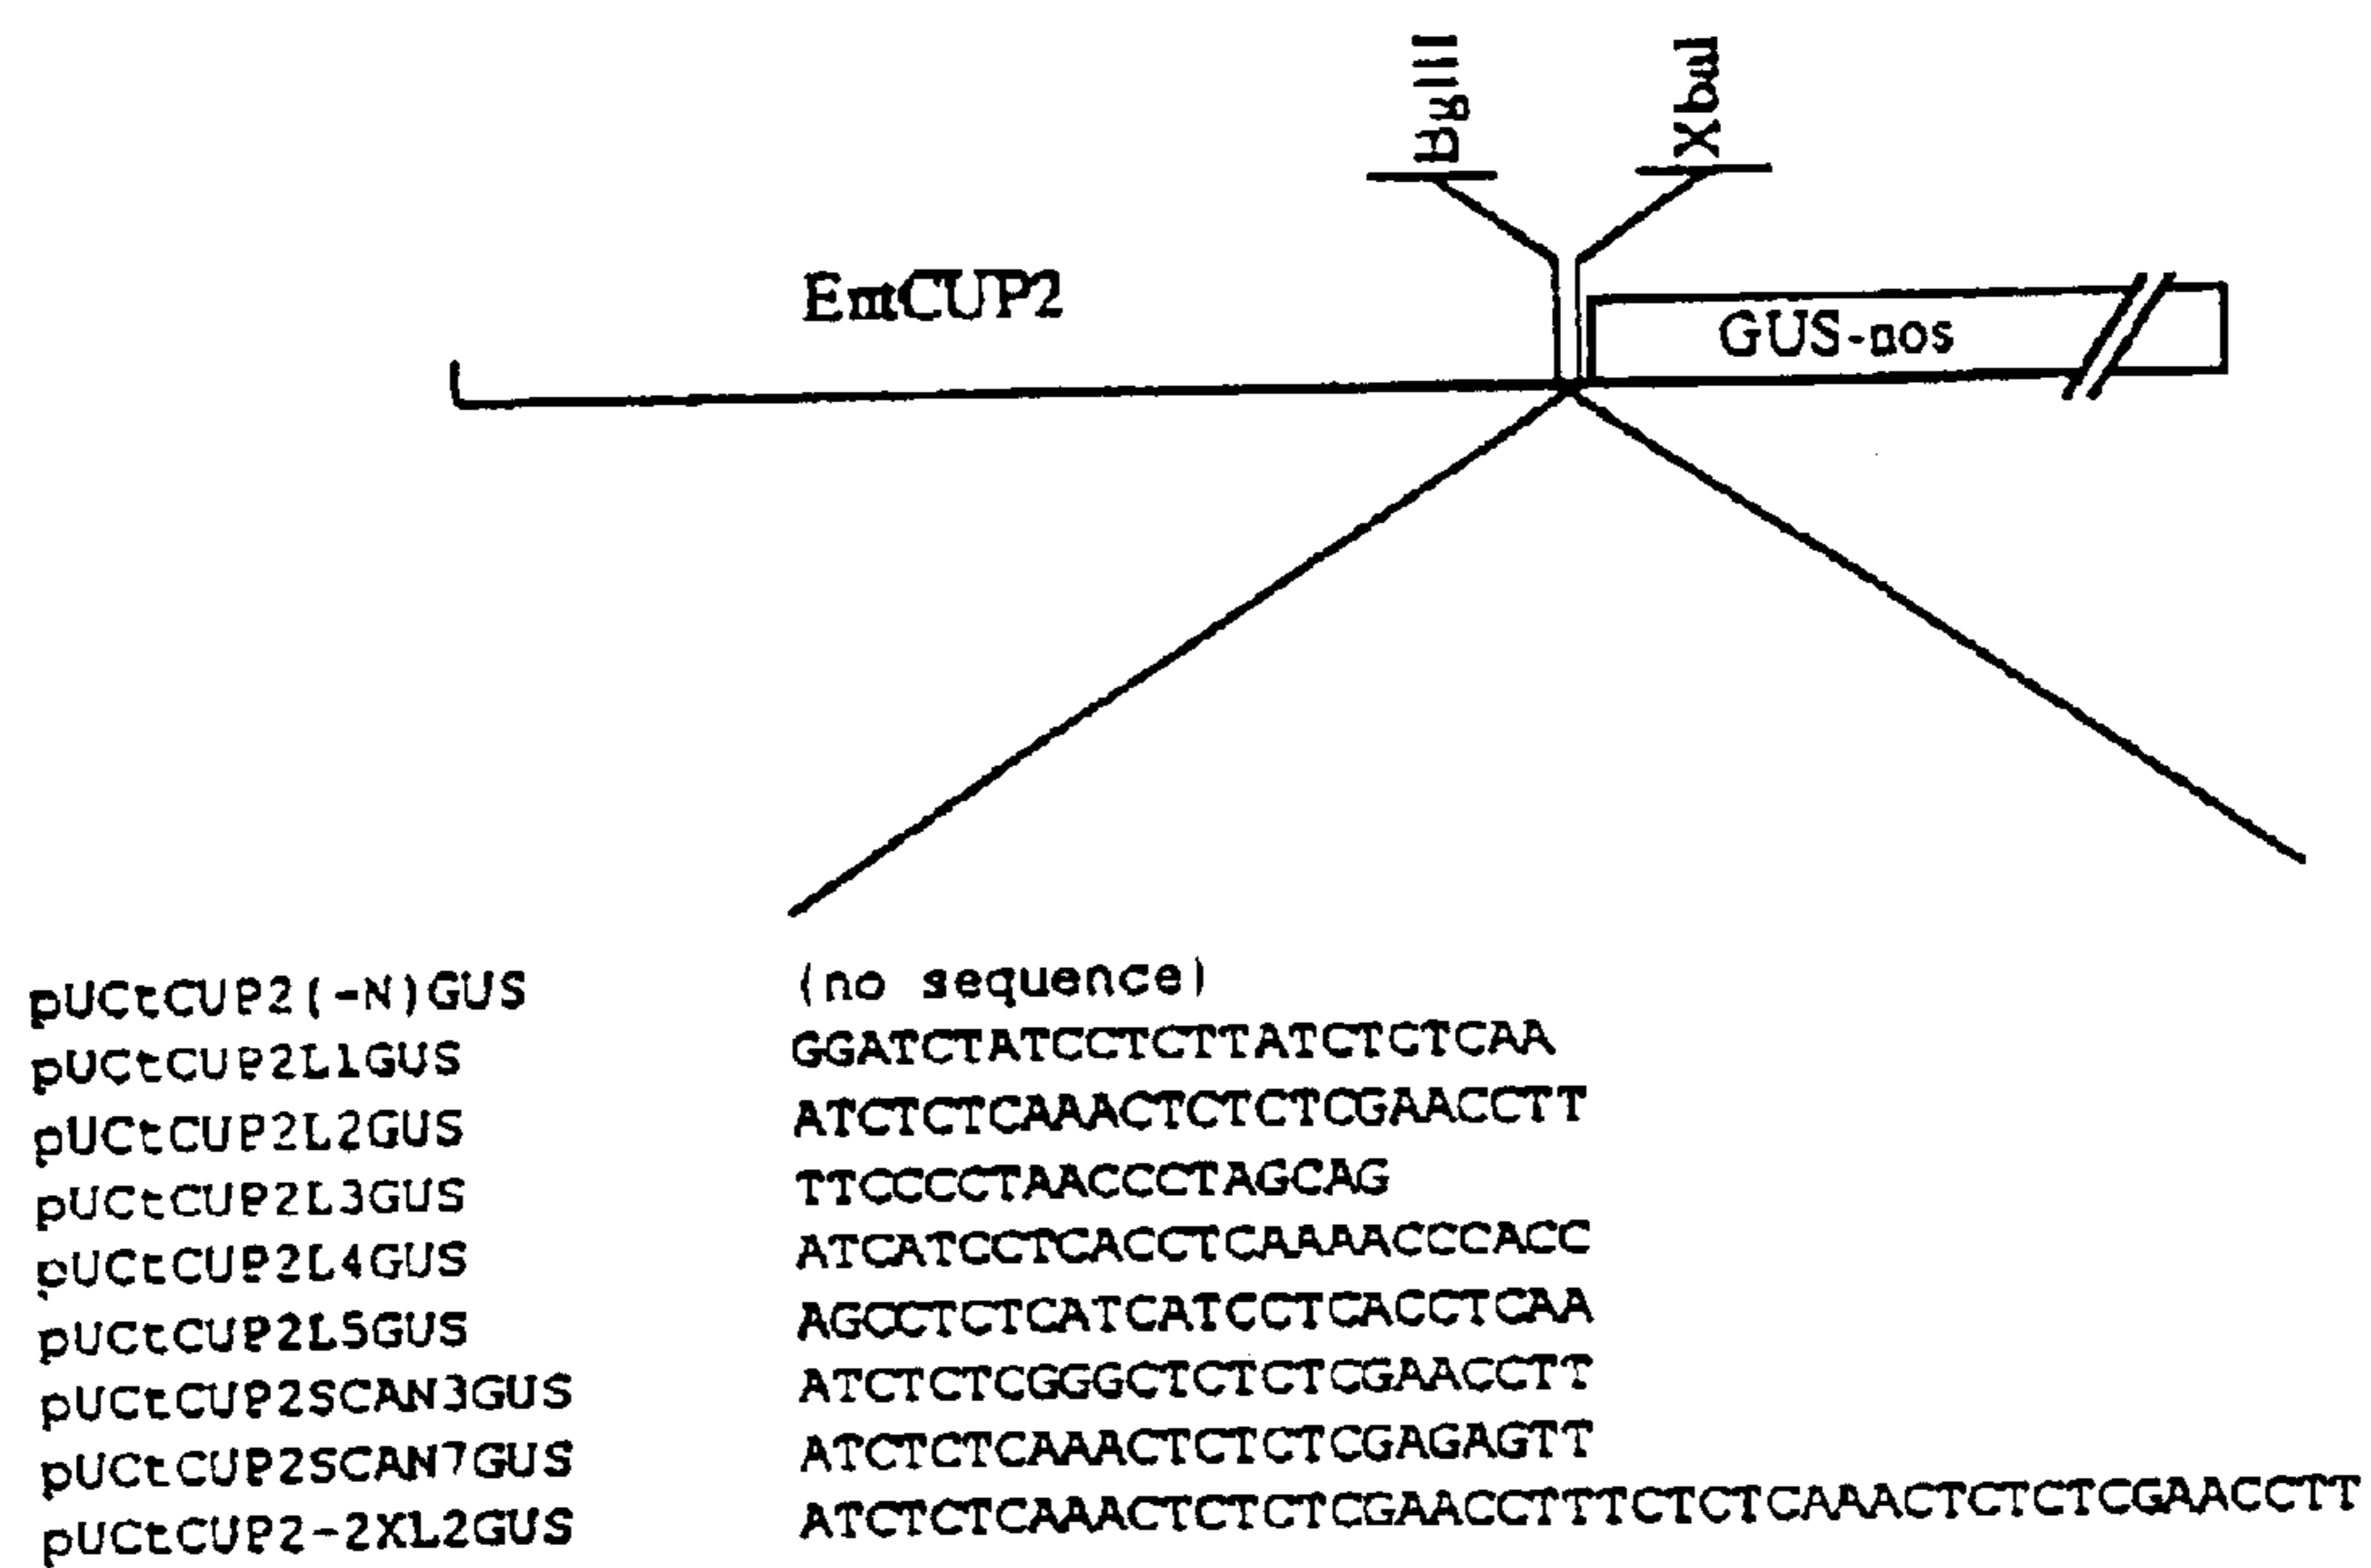 BglII
XbaI
EntCUP2
GUS-nos
pUCtCUP2(-N)GUS (no sequence)
pUCtCUP2L1GUS GGATCTATCCTCTTATCTCTCAA
pUCtCUP2L2GUS ATCTCTCAAACTCTCTCGAACCTT
pUCtCUP2L3GUS TTCCCCTAACCCTAGCAG
pUCtCUP2L4GUS ATCATCCTCACCTCAAAACCCACC
pUCtCUP2L5GUS AGCCTCTCATCATCCTCACCTCAA
pUCtCUP2SCAN3GUS ATCTCTCGGGCTCTCTCGAACCTT
pUCtCUP2SCAN7GUS ATCTCTCAAACTCTCTCGAGAGTT
pUCtCUP2-2XL2GUS ATCTCTCAAACTCTCTCGAACCTTTCTCTCAAACTCTCTCGAACCTT